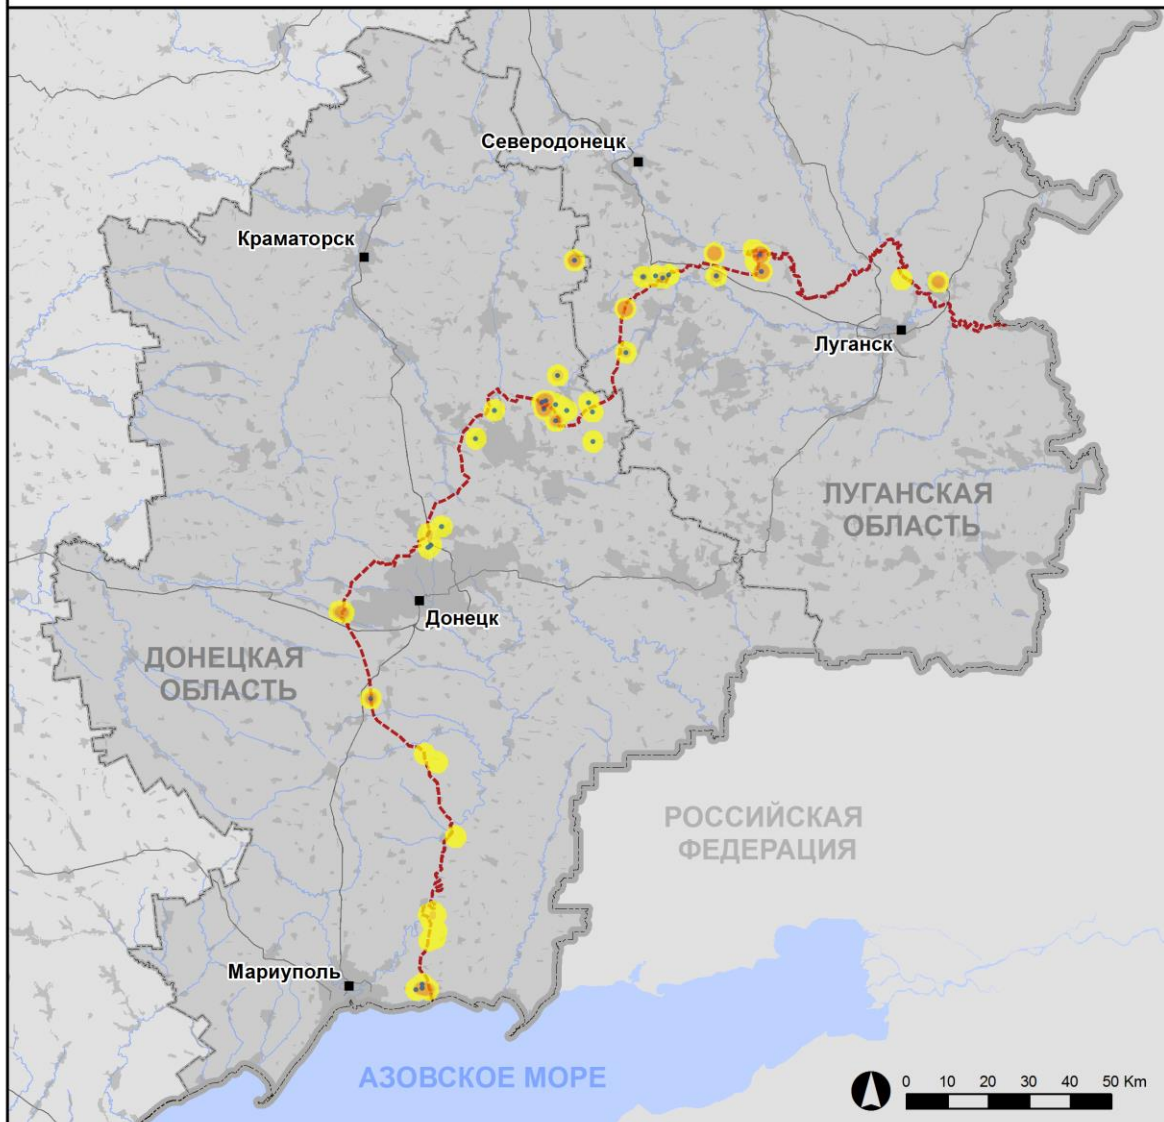 Северодонецк
Краматорск
Луганск
ЛУГАНСКАЯ
ОБЛАСТЬ
Донецк
ДОНЕЦКАЯ
ОБЛАСТЬ
РОССИЙСКАЯ
ФЕДЕРАЦИЯ
Мариуполь
АЗОВСКОЕ МОРЕ
0 10 20 30 40 50 Km